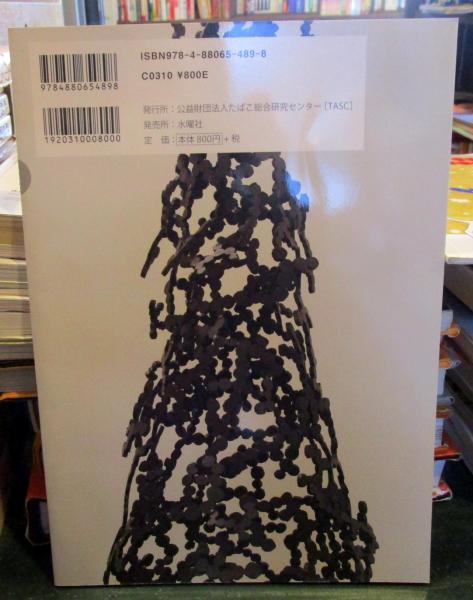 ISBN978-4-88065-489-8
C0310 ¥800E
9784880654898
1920310008000
発行所：公益財団法人たばこ総合研究センター［TASC］
発売所：水曜社
定　価：本体 800円＋税